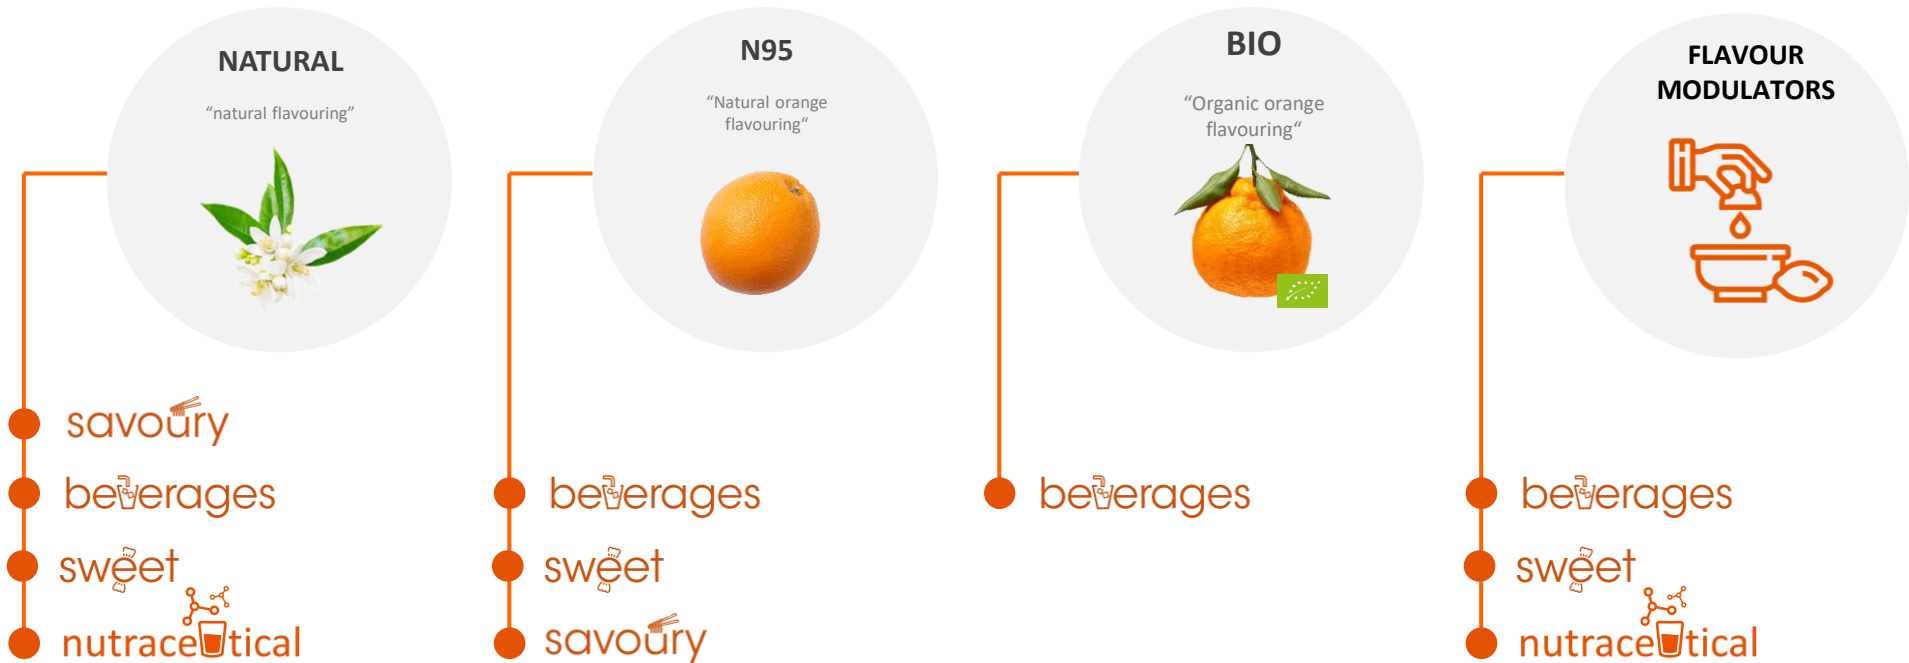 NATURAL
“natural flavouring”
savoury
beverages
sweet
nutraceutical
N95
“Natural orange
flavouring“
beverages
sweet
savoury
BIO
“Organic orange
flavouring“
beverages
FLAVOUR
MODULATORS
beverages
sweet
nutraceutical